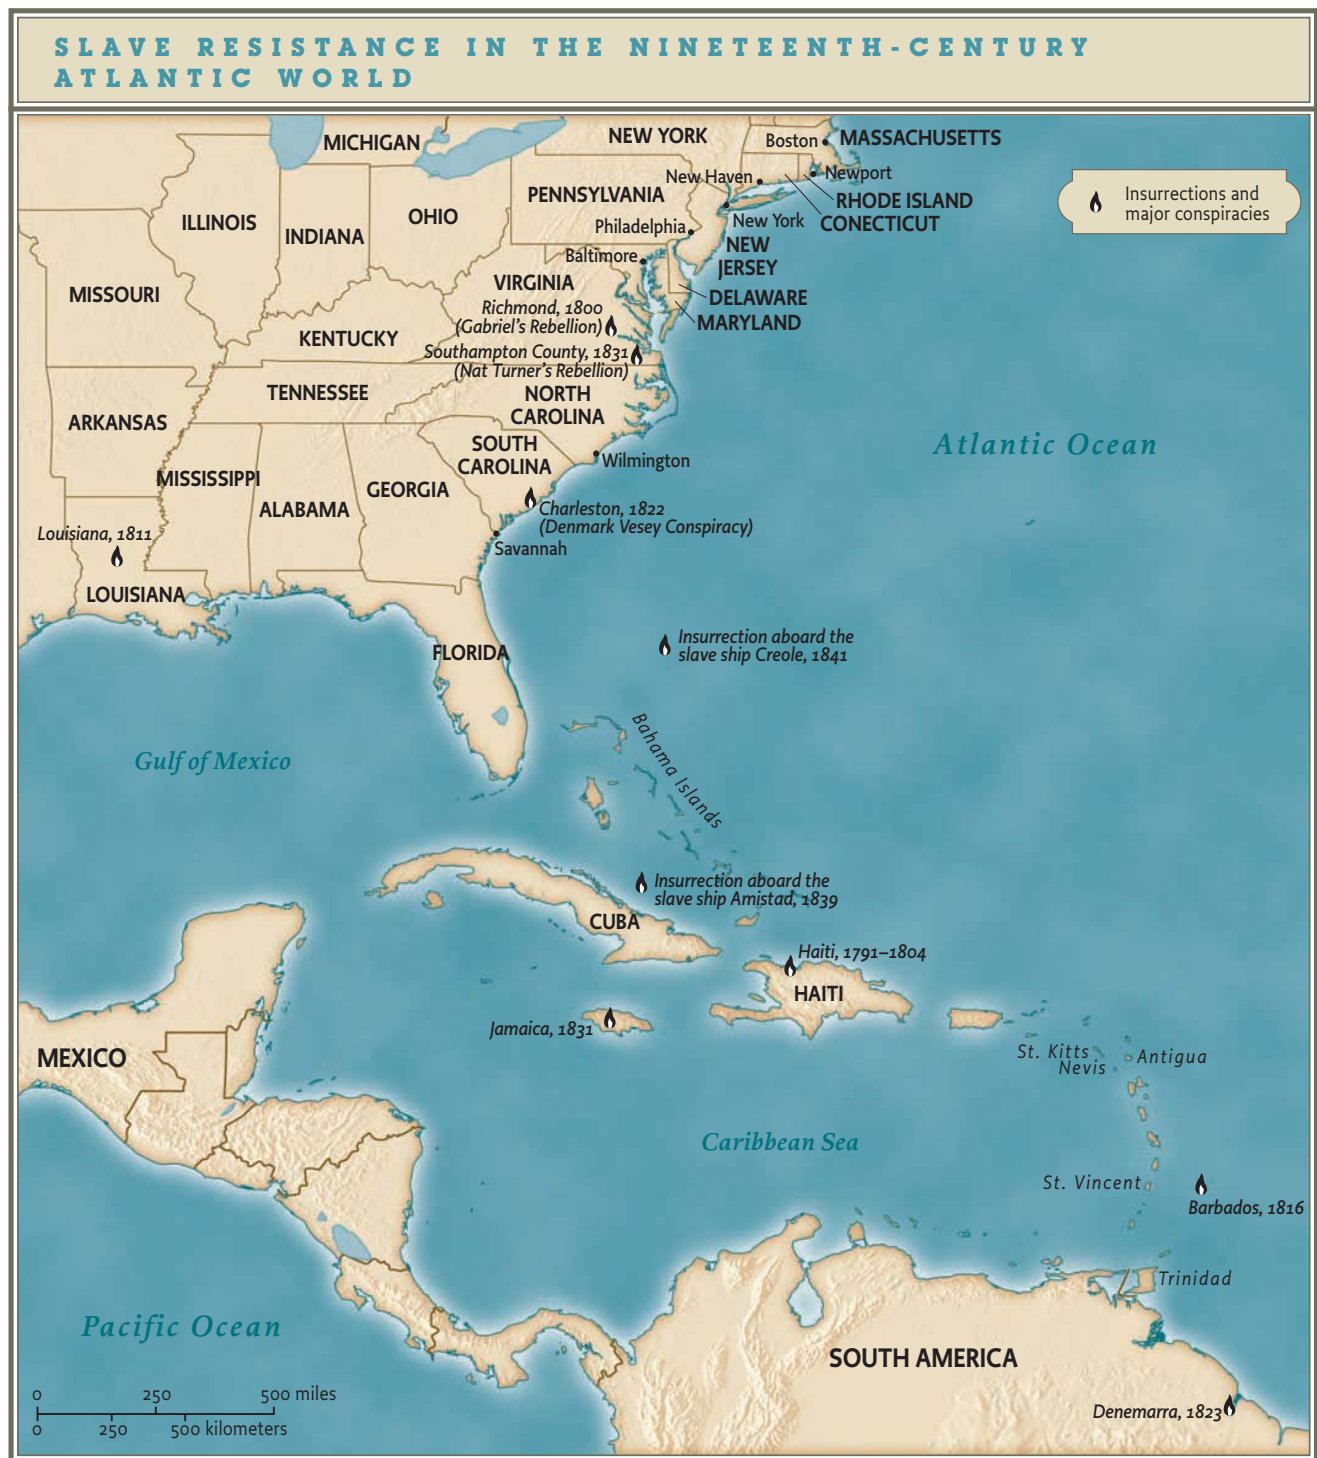 SLAVE RESISTANCE IN THE NINETEENTH-CENTURY
ATLANTIC WORLD
MICHIGAN
NEW YORK
Boston
MASSACHUSETTS
New Haven
Newport
Insurrections and
major conspiracies
PENNSYLVANIA
RHODE ISLAND
ILLINOIS
INDIANA
OHIO
New York
CONECTICUT
Philadelphia
NEW
JERSEY
Baltimore
VIRGINIA
MISSOURI
DELAWARE
Richmond, 1800
(Gabriel's Rebellion)
MARYLAND
KENTUCKY
Southampton County, 1831
(Nat Turner's Rebellion)
TENNESSEE
NORTH
CAROLINA
ARKANSAS
SOUTH
CAROLINA
Atlantic Ocean
Wilmington
MISSISSIPPI
GEORGIA
ALABAMA
Charleston, 1822
(Denmark Vesey Conspiracy)
Louisiana, 1811
Savannah
LOUISIANA
FLORIDA
Insurrection aboard the
slave ship Creole, 1841
Gulf of Mexico
Bahama Islands
Insurrection aboard the
slave ship Amistad, 1839
CUBA
Haiti, 1791–1804
HAITI
Jamaica, 1831
MEXICO
St. Kitts
Nevis
Antigua
Caribbean Sea
St. Vincent
Barbados, 1816
Trinidad
Pacific Ocean
SOUTH AMERICA
0 250 500 miles
0 250 500 kilometers
Denemarra, 1823